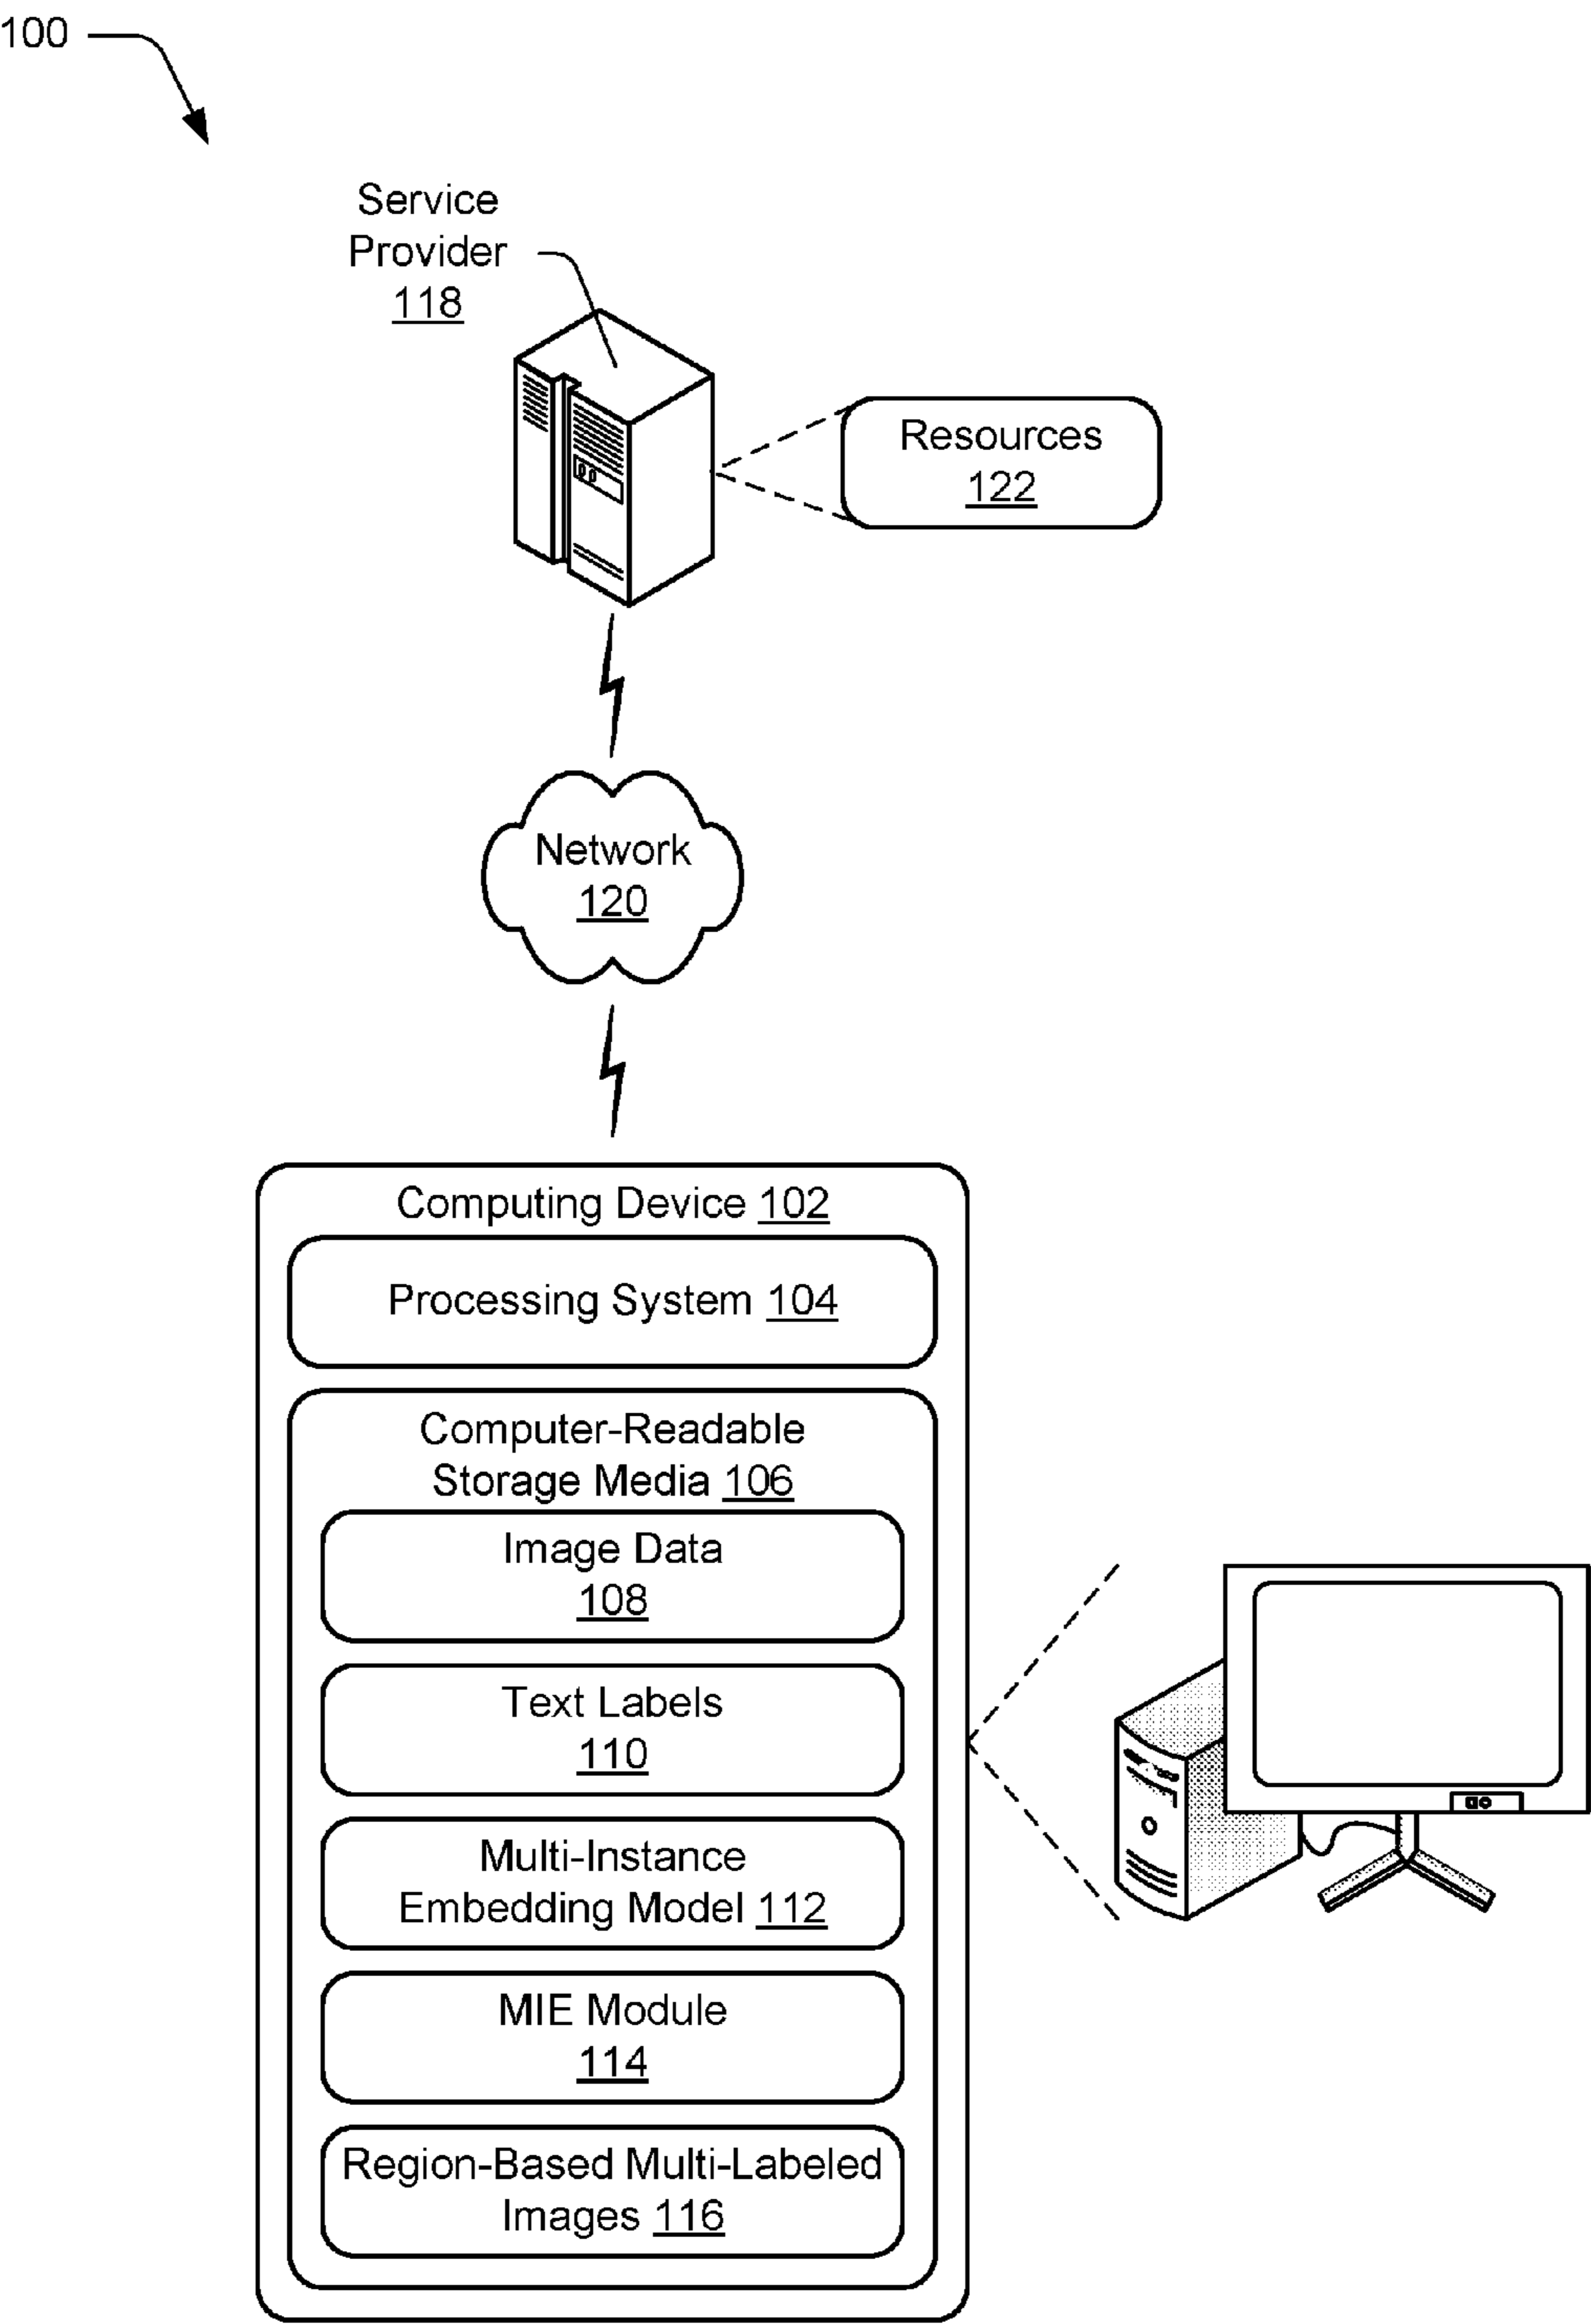 100
Service
Provider
118
Resources
122
Network
120
Computing Device 102
Processing System 104
Computer-Readable
Storage Media 106
Image Data
108
Text Labels
110
Multi-Instance
Embedding Model 112
MIE Module
114
Region-Based Multi-Labeled
Images 116